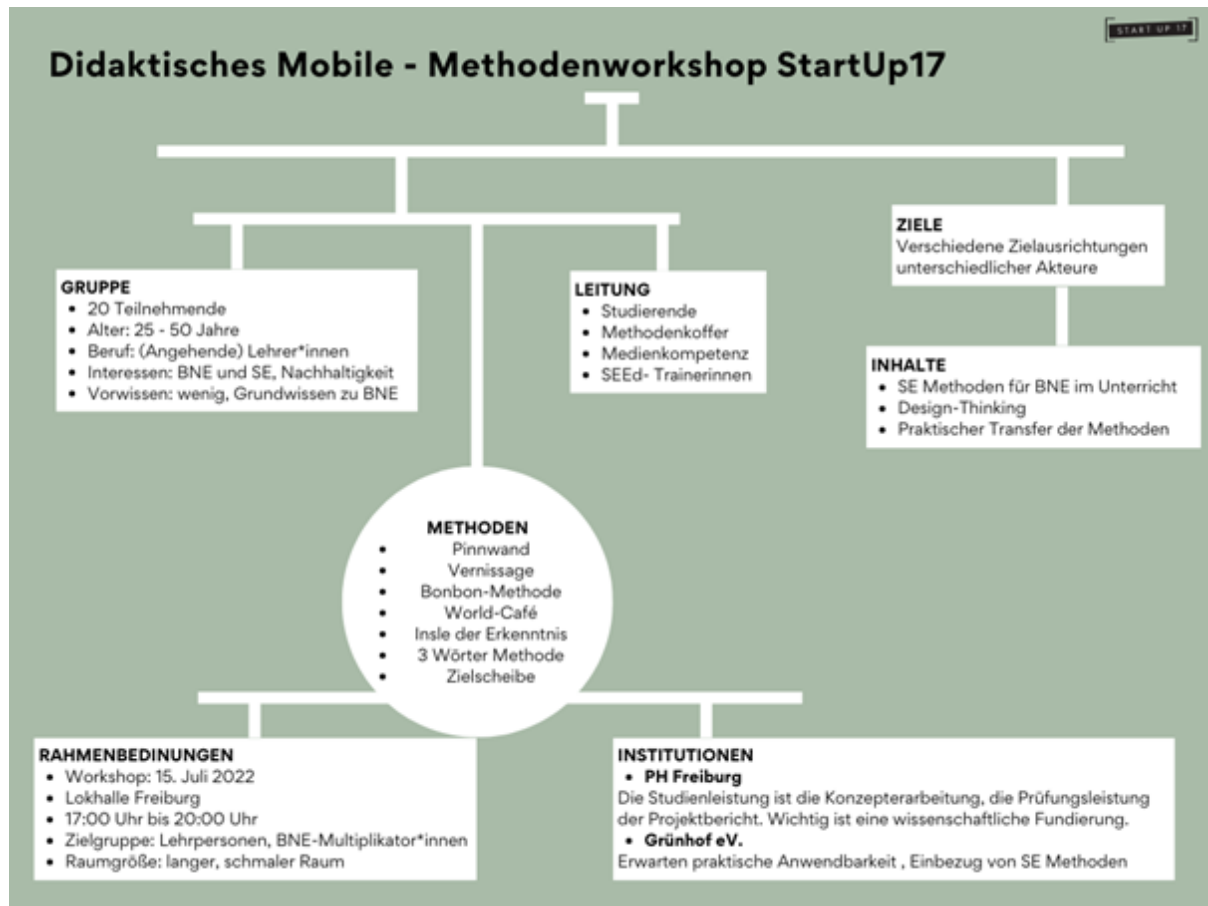 START UP 17
Didaktisches Mobile - Methodenworkshop StartUp17
GRUPPE
• 20 Teilnehmende
• Alter: 25 - 50 Jahre
• Beruf: (Angehende) Lehrer*innen
• Interessen: BNE und SE, Nachhaltigkeit
• Vorwissen: wenig, Grundwissen zu BNE
LEITUNG
• Studierende
• Methodenkoffer
• Medienkompetenz
• SEEd- Trainerinnen
ZIELE
Verschiedene Zielausrichtungen
unterschiedlicher Akteure
INHALTE
• SE Methoden für BNE im Unterricht
• Design-Thinking
• Praktischer Transfer der Methoden
METHODEN
• Pinnwand
• Vernissage
• Bonbon-Methode
• World-Café
• Insle der Erkenntnis
• 3 Wörter Methode
• Zielscheibe
RAHMENBEDINUNGEN
• Workshop: 15. Juli 2022
• Lokhalle Freiburg
• 17:00 Uhr bis 20:00 Uhr
• Zielgruppe: Lehrpersonen, BNE-Multiplikator*innen
• Raumgröße: langer, schmaler Raum
INSTITUTIONEN
• PH Freiburg
Die Studienleistung ist die Konzepterarbeitung, die Prüfungsleistung
der Projektbericht. Wichtig ist eine wissenschaftliche Fundierung.
• Grünhof eV.
Erwarten praktische Anwendbarkeit , Einbezug von SE Methoden